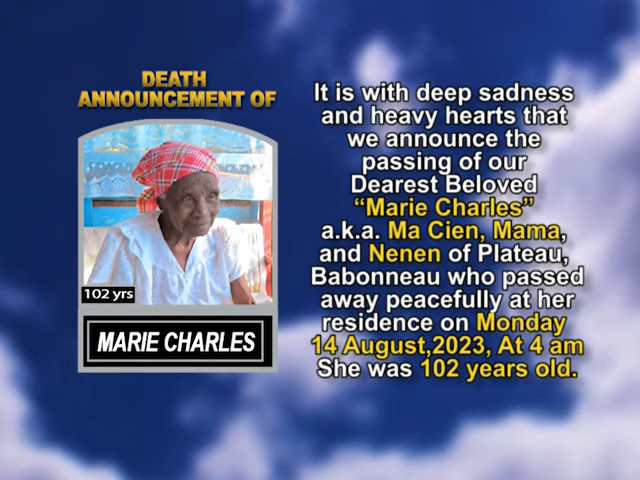 DEATH
ANNOUNCEMENT OF
102 yrs
MARIE CHARLES
It is with deep sadness
and heavy hearts that
we announce the
passing of our
Dearest Beloved
“Marie Charles”
a.k.a. Ma Cien, Mama,
and Nenen of Plateau,
Babonneau who passed
away peacefully at her
residence on Monday
14 August,2023, At 4 am
She was 102 years old.